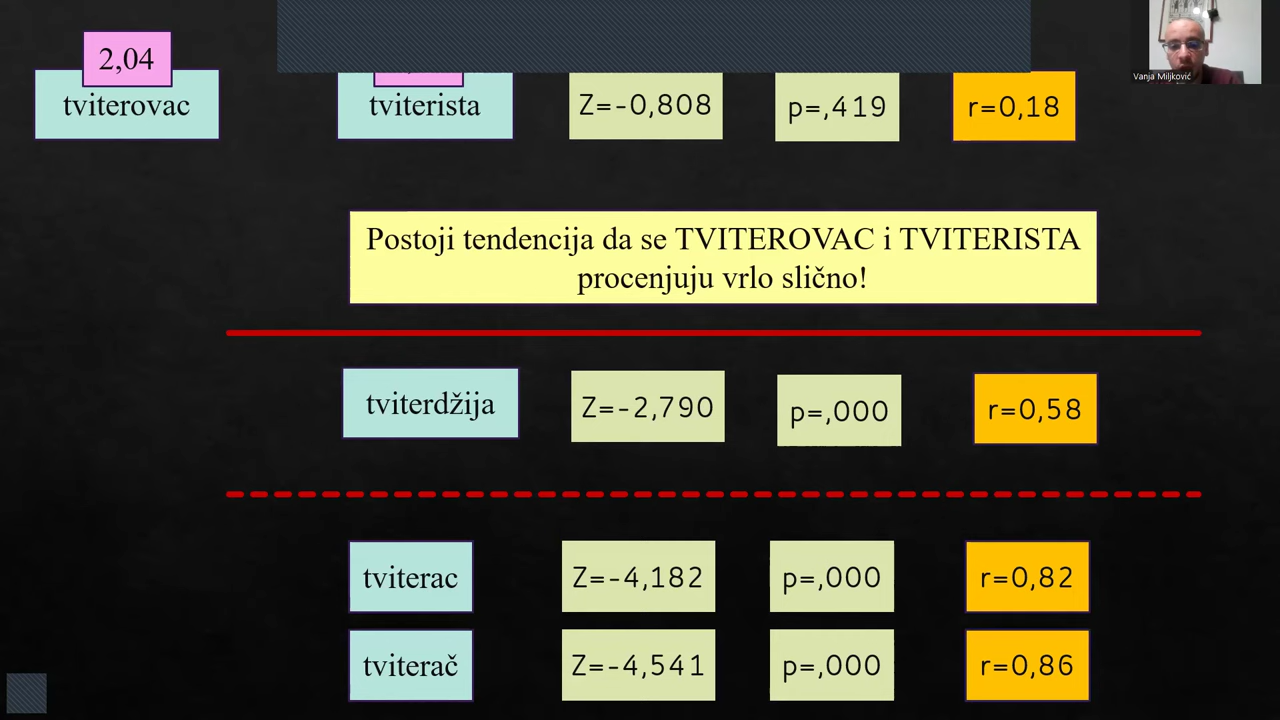 2,04
Vanja Miljković
tviterovac
tviterista
Z=-0,808
p=,419
r=0,18
Postoji tendencija da se TVITEROVAC i TVITERISTA
procenjuju vrlo slično!
tviterdžija
Z=-2,790
p=,000
r=0,58
tviterac
Z=-4,182
p=,000
r=0,82
tviterač
Z=-4,541
p=,000
r=0,86